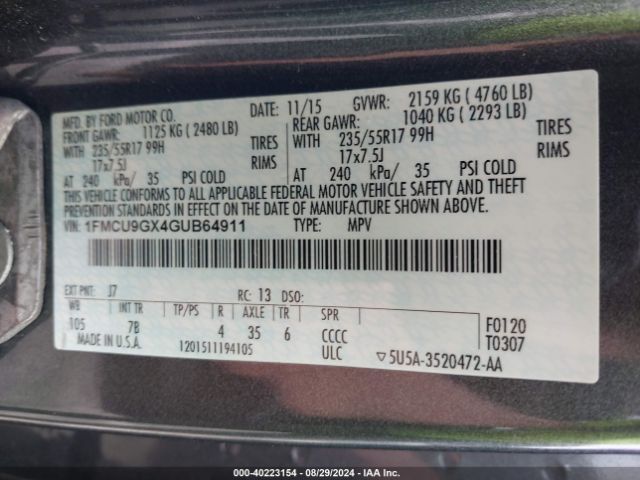 MFD. BY FORD MOTOR CO. DATE: 11/15 GVWR: 2159 KG ( 4760 LB)
FRONT GAWR: 1125 KG ( 2480 LB) REAR GAWR: 1040 KG ( 2293 LB)
WITH 235/55R17 99H TIRES WITH 235/55R17 99H TIRES
17x7.5J RIMS 17x7.5J RIMS
AT 240 kPa/ 35 PSI COLD AT 240 kPa/ 35 PSI COLD
THIS VEHICLE CONFORMS TO ALL APPLICABLE FEDERAL MOTOR VEHICLE SAFETY AND THEFT
PREVENTION STANDARDS IN EFFECT ON THE DATE OF MANUFACTURE SHOWN ABOVE.
VIN: 1FMCU9GX4GUB64911 TYPE: MPV
EXT PNT: J7 RC: 13 DSO:
WB INT TR TP/PS R AXLE TR SPR
105 7B 4 35 6 CCCC F0120
MADE IN U.S.A. 1201511194105 ULC T0307
▽5U5A-3520472-AA
000-40223154 - 08/29/2024 - IAA Inc.